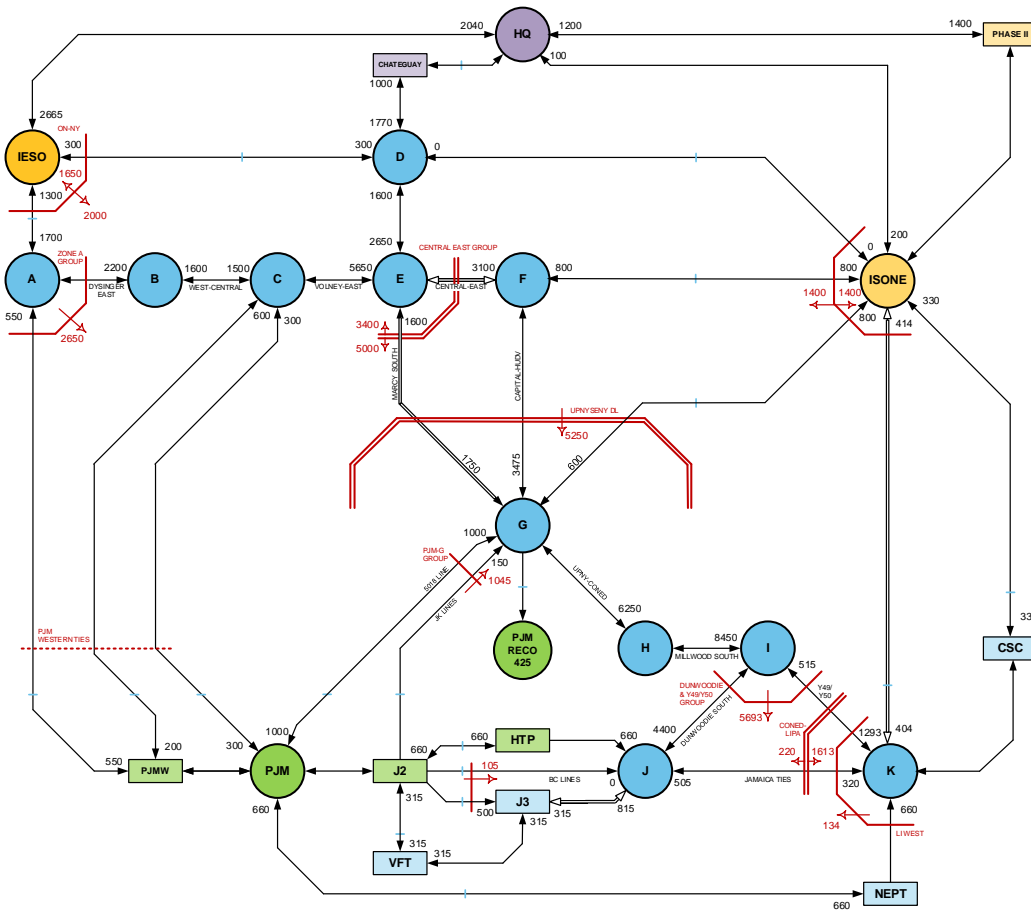 2040
HQ
1200
1400
PHASE II
100
CHATEGUAY
1000
2665
ON-NY
1770
IESO
300
300
D
0
1650
1300
2000
1600
1700
2650
200
0
ZONE A
GROUP
CENTRAL EAST GROUP
A
2200
B
1600
1500
C
5650
E
3100
F
800
800
ISONE
DYSINGER
EAST
WEST-CENTRAL
VOLNEY-EAST
CENTRAL-EAST
550
600
300
1400
1400
330
2650
1600
3400
5000
800
414
MARCY SOUTH
CAPITAL-HUDV
UPNYSENY DL
5250
1750
3475
600
G
1000
150
PJM-G
GROUP
1045
5018 LINE
JK LINES
UPNY-CONED
6250
PJM
RECO
425
H
8450
I
MILLWOOD SOUTH
33
CSC
PJM
WESTERN TIES
515
DUNWOODIE
& Y49/Y50
GROUP
Y49/
Y50
5693
DUNWOODIE SOUTH
1000
4400
CONED-
LIPA
1293
404
200
300
660
660
HTP
660
220
1613
550
PJMW
PJM
J2
105
BC LINES
J
505
JAMAICA TIES
320
K
0
660
315
500
J3
315
815
660
134
LI WEST
315
315
315
VFT
NEPT
660